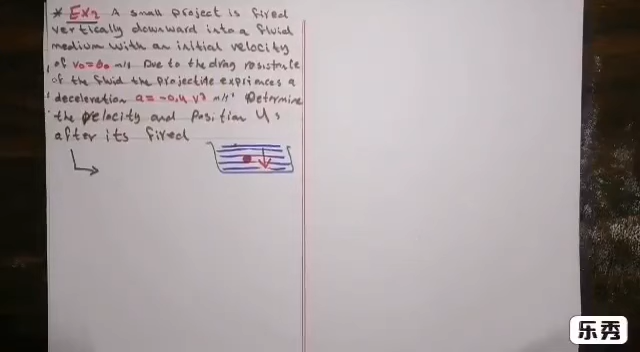 * Ex2 A small project is fired
vertically downward into a fluid
medium with an initial velocity
of v0=60 m/s Due to the drag resistance
of the fluid the projectile expriances a
deceleration a = -0,4 v3 m/s² Determine
the velocity and Position 4s
after its fired
乐秀